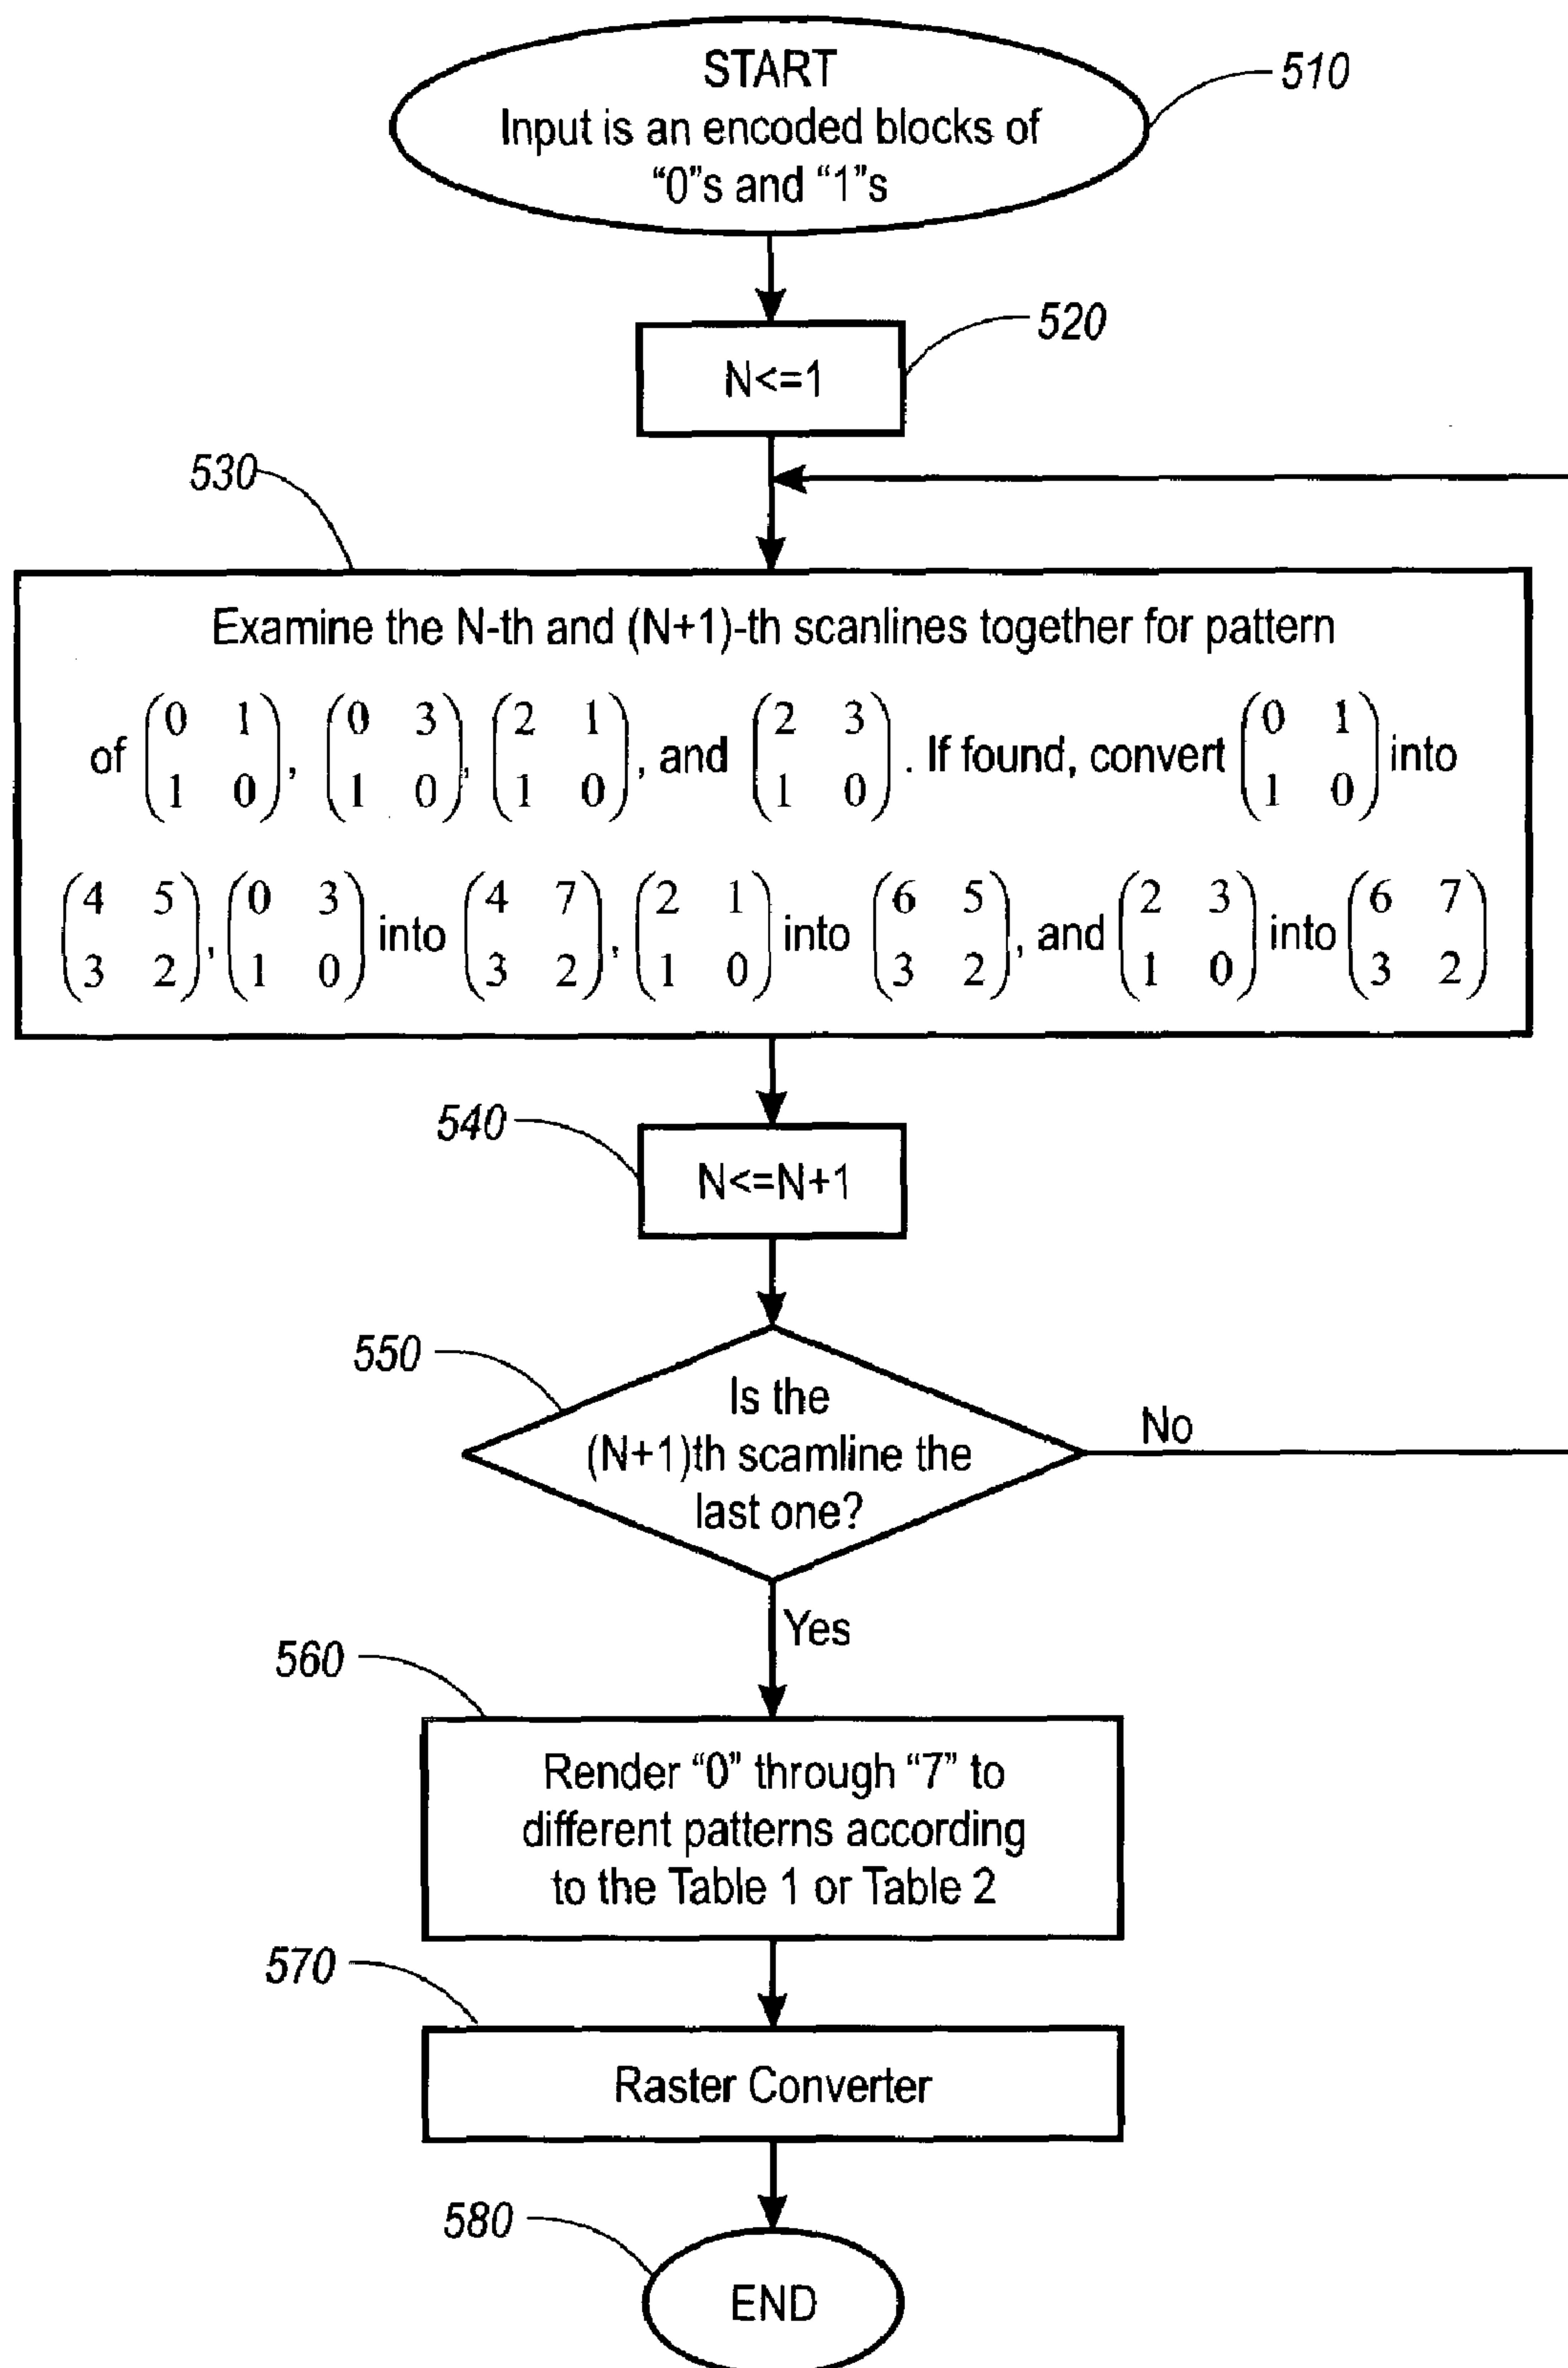 START
510
Input is an encoded blocks of
“0”s and “1”s
520
N<=1
530
Examine the N-th and (N+1)-th scanlines together for pattern
of (0 1 1 0), (0 3 1 0), (2 1 1 0), and (2 3 1 0). If found, convert (0 1 1 0) into
(4 5 3 2), (0 3 1 0) into (4 7 3 2), (2 1 1 0) into (6 5 3 2), and (2 3 1 0) into (6 7 3 2)
540
N<=N+1
550
Is the
(N+1)th scamline the
last one?
No
Yes
560
Render “0” through “7” to
different patterns according
to the Table 1 or Table 2
570
Raster Converter
580
END